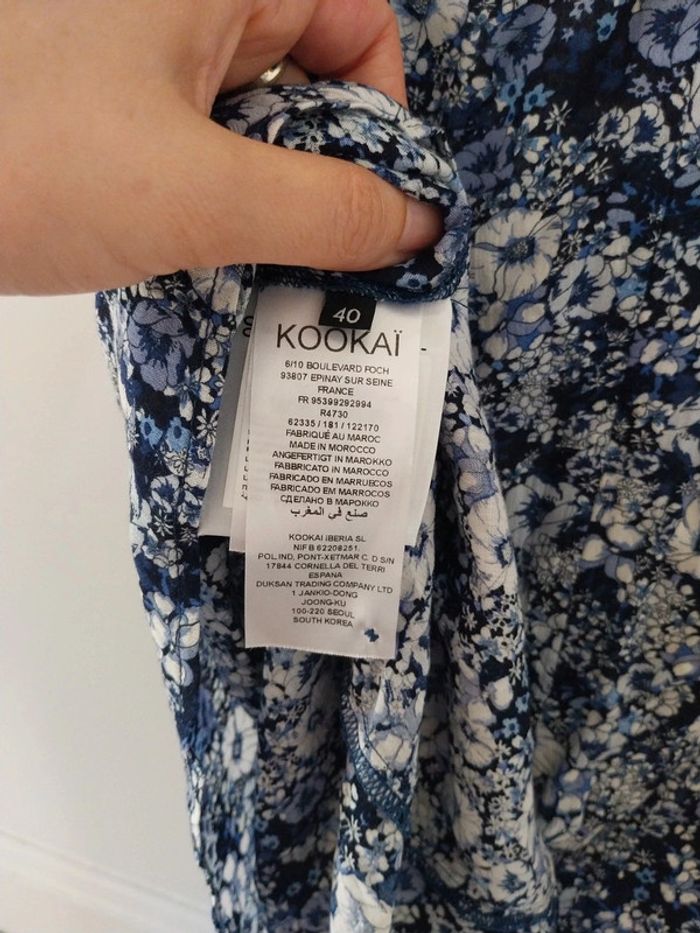 40
KOOKAÏ
6/10 BOULEVARD FOCH
93807 EPINAY SUR SEINE
FRANCE
FR 95399292994
R4730
62335 / 181 / 122170
FABRIQUÉ AU MAROC
MADE IN MOROCCO
ANGEFERTIGT IN MAROKKO
FABBRICATO IN MAROCCO
FABRICADO EN MARRUECOS
FABRICADO EM MARROCOS
СДЕЛАНО В МАРОККО
صنع في المغرب
KOOKAI IBERIA SL
NIF B 62208251
POL.IND, PONT-XETMAR C. D S/N
17844 CORNELLA DEL TERRI
ESPANA
DUKSAN TRADING COMPANY LTD
1 JANKIO-DONG
JOONG-KU
100-220 SEOUL
SOUTH KOREA